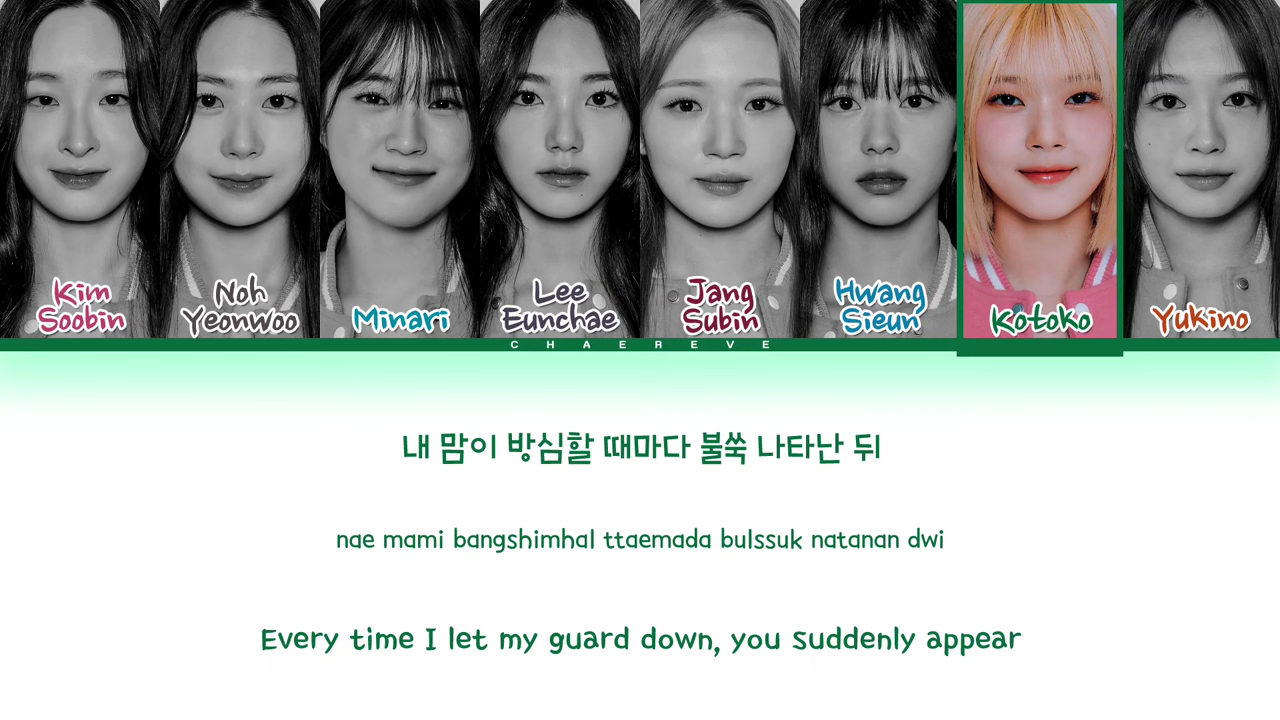 Kim
Soobin
Noh
Yeonwoo
Minari
Lee
Eunchae
Jang
Subin
Hwang
Sieun
Kotoko
Yukino
CHAEREVE
내 맘이 방심할 때마다 불쑥 나타난 뒤
nae mami bangshimhal ttaemada bulssuk natanan dwi
Every time I let my guard down, you suddenly appear